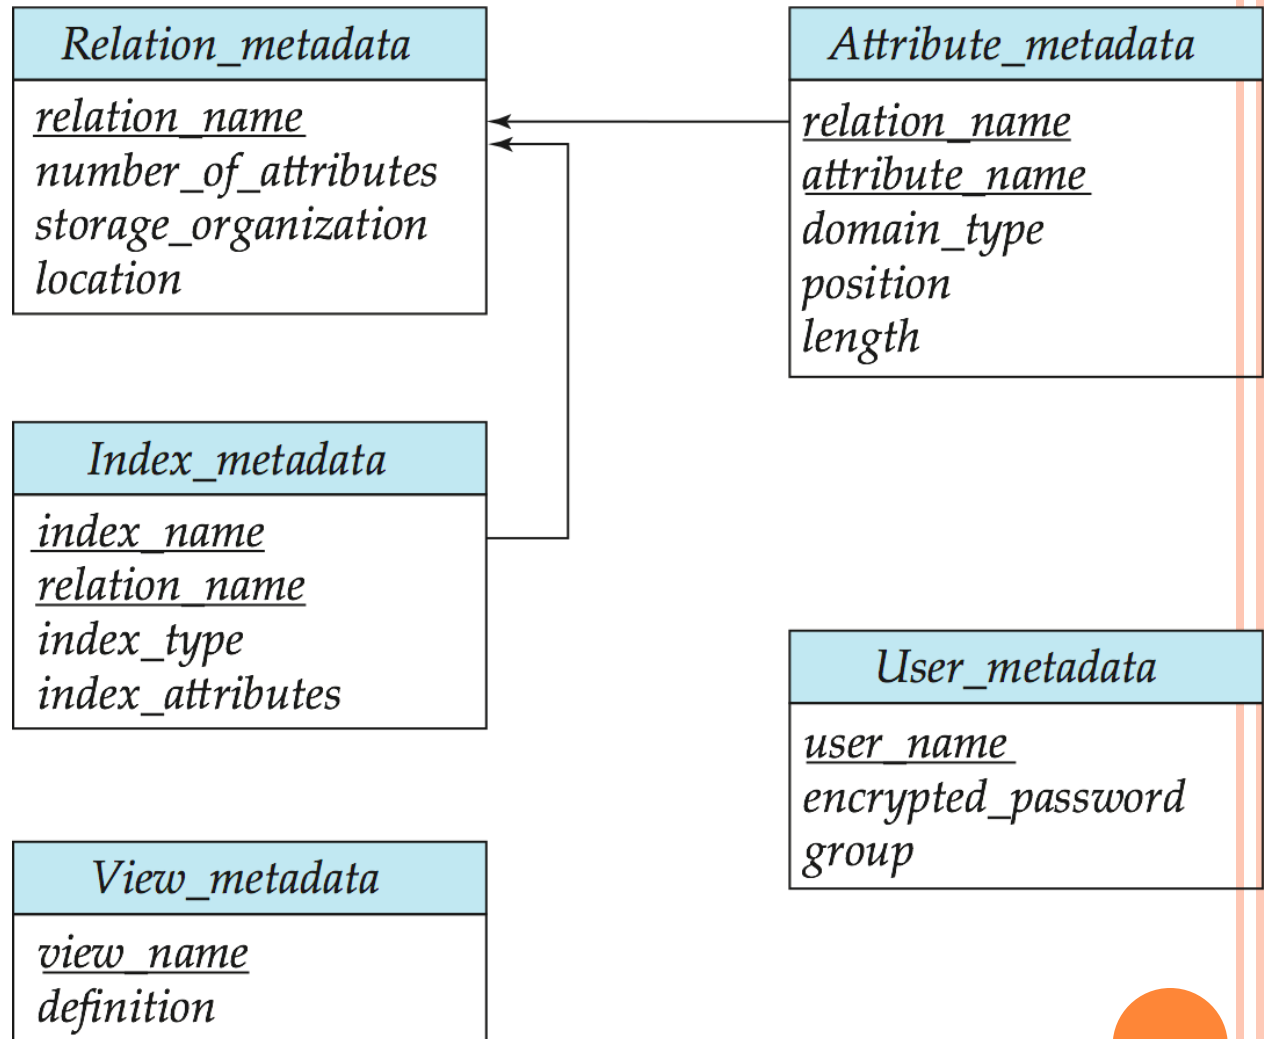 Relation_metadata
relation_name
number_of_attributes
storage_organization
location
Attribute_metadata
relation_name
attribute_name
domain_type
position
length
Index_metadata
index_name
relation_name
index_type
index_attributes
User_metadata
user_name
encrypted_password
group
View_metadata
view_name
definition